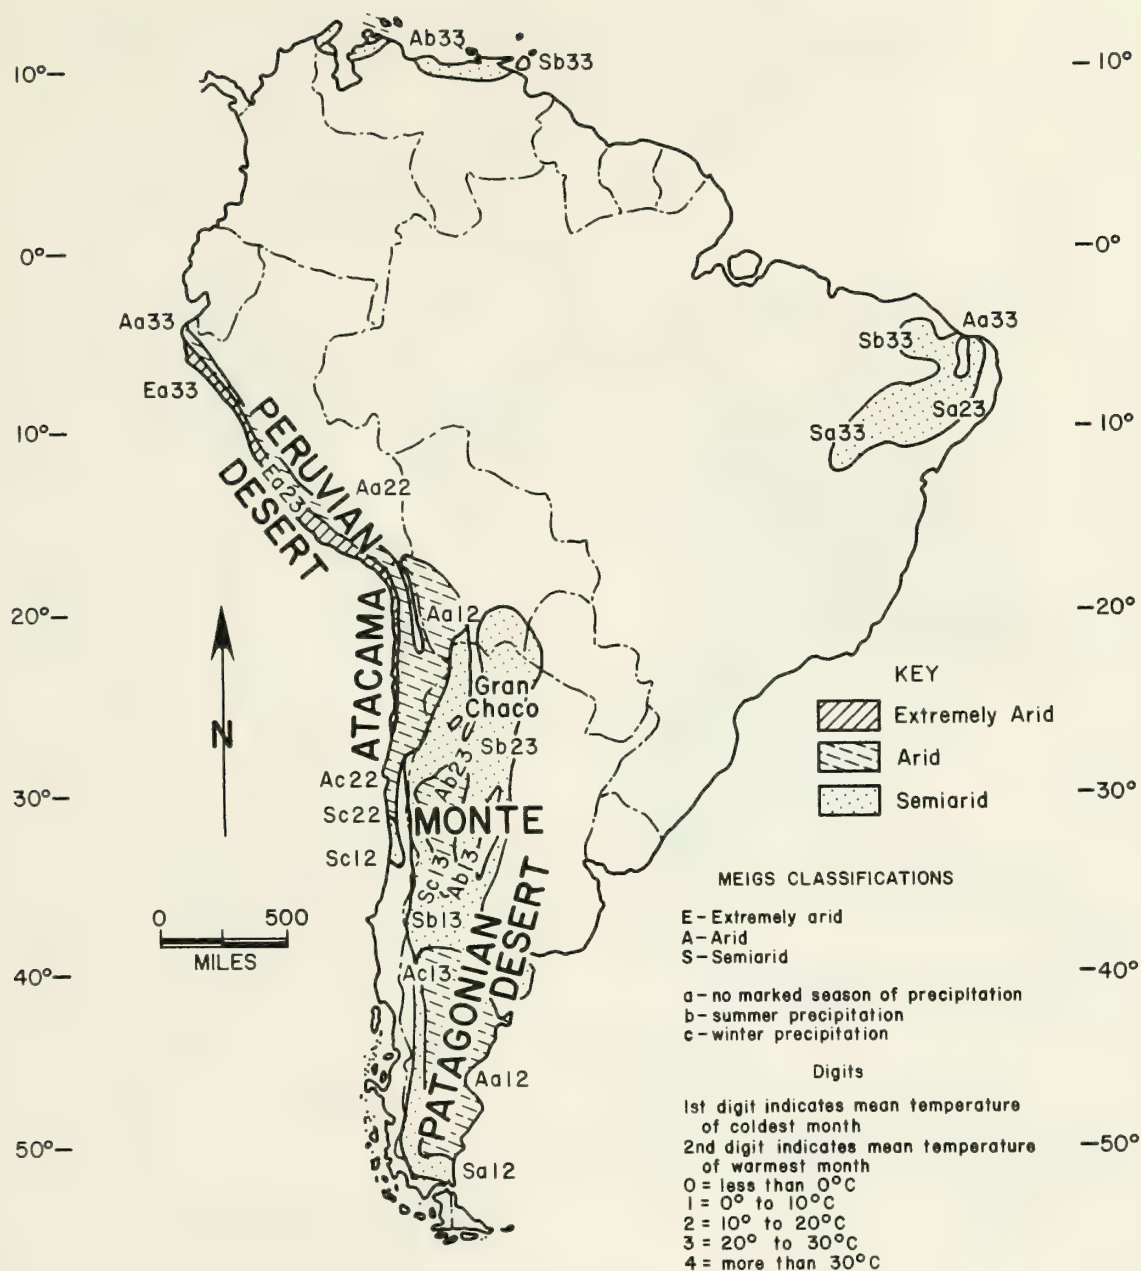 Ab33
Sb33
10°
10°
0°
0°
Aa33
Sb33
Aa33
Ea33
PERUVIAN
DESERT
Ea23
Aa22
Sa23
Sa33
10°
10°
ATACAMA
Aa12
20°
20°
N
Gran
Chaco
Sb23
KEY
Extremely Arid
Arid
Semiarid
Ac22
Ab23
30°
30°
Sc22
MONTE
Sc12
Sc13
Ab13
Sb13
0 500
MILES
PATAGONIAN
DESERT
Ac13
40°
40°
Aa12
Sa12
50°
50°
MEIGS CLASSIFICATIONS
E-Extremely arid
A-Arid
S-Semiarid
a-no marked season of precipitation
b-summer precipitation
c-winter precipitation
Digits
1st digit indicates mean temperature
of coldest month
2nd digit indicates mean temperature
of warmest month
0 = less than 0°C
1 = 0° to 10°C
2 = 10° to 20°C
3 = 20° to 30°C
4 = more than 30°C